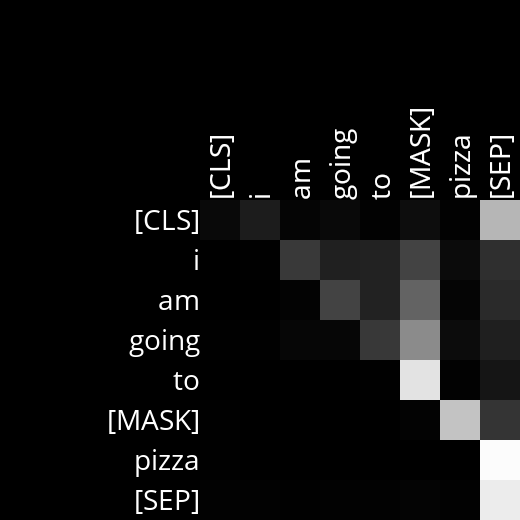 [CLS]
i
am
going
to
[MASK]
pizza
[SEP]
[CLS]
i
am
going
to
[MASK]
pizza
[SEP]